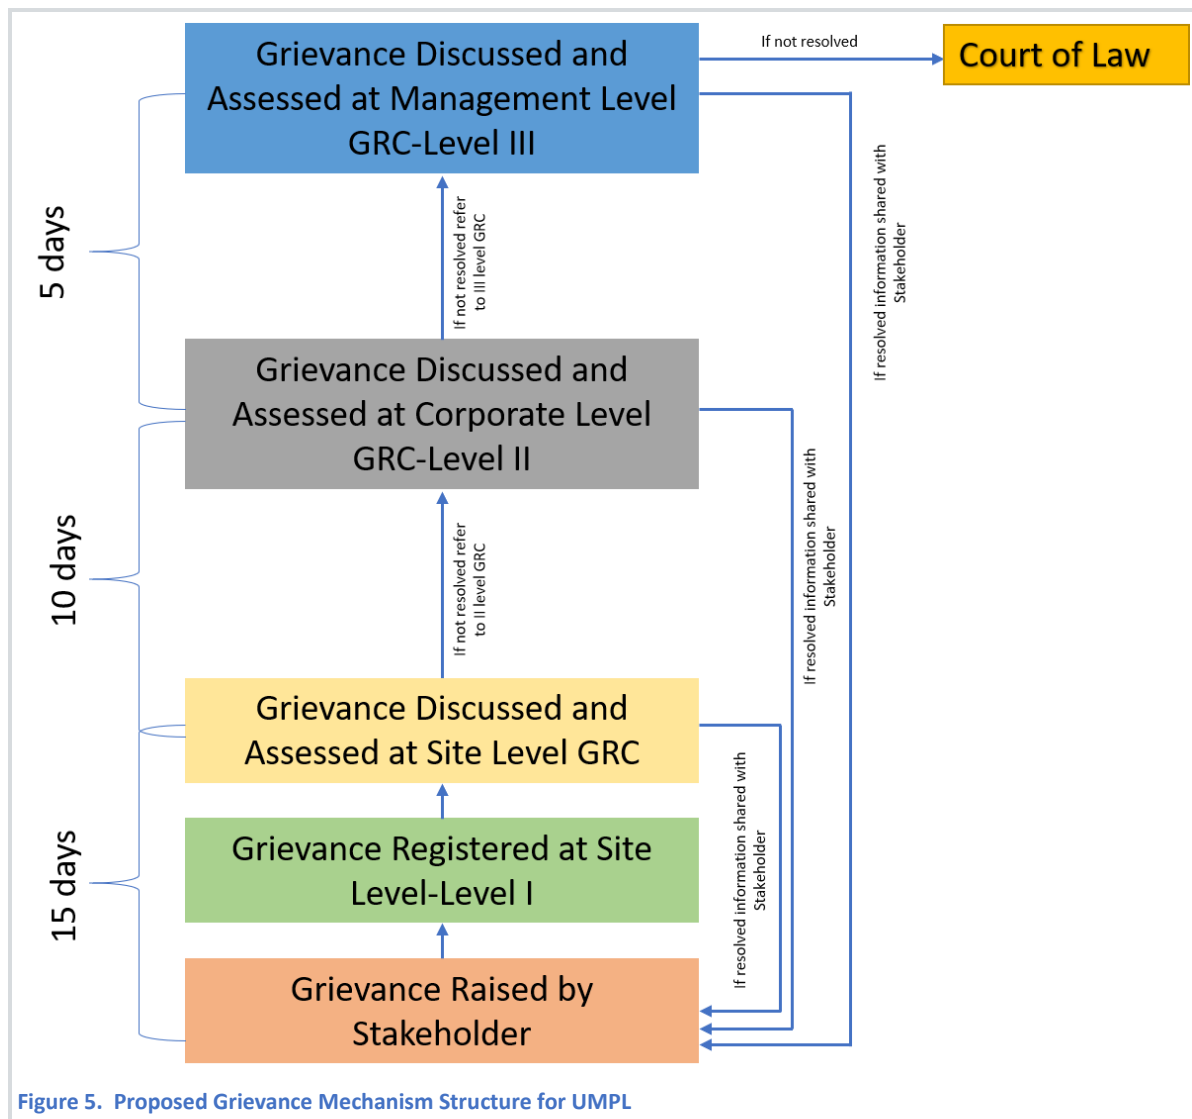 Grievance Discussed and
Assessed at Management Level
GRC-Level III
If not resolved
Court of Law
5 days
If not resolved refer
to III level GRC
If resolved information shared with
Stakeholder
Grievance Discussed and
Assessed at Corporate Level
GRC-Level II
10 days
If not resolved refer
to II level GRC
If resolved information shared with
Stakeholder
Grievance Discussed and
Assessed at Site Level GRC
If resolved information shared with
Stakeholder
15 days
Grievance Registered at Site
Level-Level I
Grievance Raised by
Stakeholder
Figure 5. Proposed Grievance Mechanism Structure for UMPL